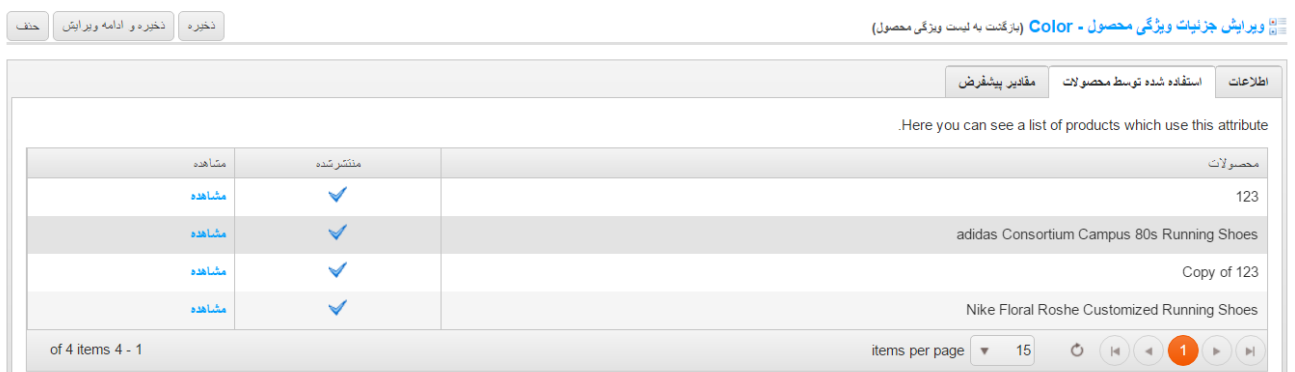 ویرایش جزئیات ویژگی محصول - Color (بازگشت به لیست ویژگی محصول)
ذخیره ذخیره و ادامه ویرایش حذف
اطلاعات استفاده شده توسط محصولات مقادیر پیشفرض
.Here you can see a list of products which use this attribute
محصولات منتشر شده مشاهده
123 مشاهده
adidas Consortium Campus 80s Running Shoes مشاهده
Copy of 123 مشاهده
Nike Floral Roshe Customized Running Shoes مشاهده
1 15 items per page
of 4 items 4 - 1